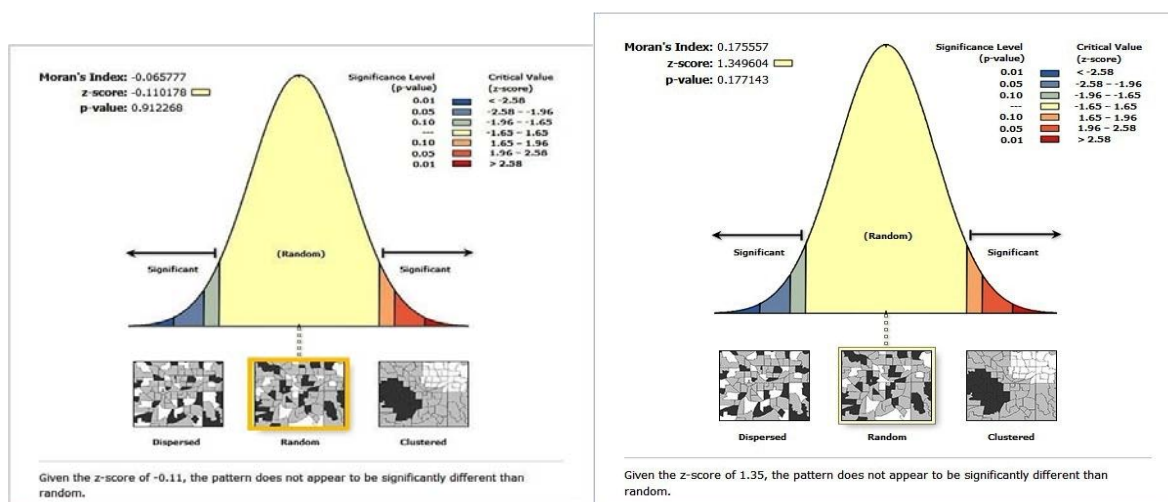 Moran's Index: -0.065777
z-score: -0.110178
p-value: 0.912268
Significance Level
(p-value)
Critical Value
(z-score)
0.01 < -2.58
0.05 -2.58 – -1.96
0.10 -1.96 – -1.65
--- -1.65 – 1.65
0.10 1.65 – 1.96
0.05 1.96 – 2.58
0.01 > 2.58
(Random)
Significant
Significant
Dispersed
Random
Clustered
Given the z-score of -0.11, the pattern does not appear to be significantly different than
random.
Moran's Index: 0.175557
z-score: 1.349604
p-value: 0.177143
Significance Level
(p-value)
Critical Value
(z-score)
0.01 < -2.58
0.05 -2.58 – -1.96
0.10 -1.96 – -1.65
--- -1.65 – 1.65
0.10 1.65 – 1.96
0.05 1.96 – 2.58
0.01 > 2.58
(Random)
Significant
Significant
Dispersed
Random
Clustered
Given the z-score of 1.35, the pattern does not appear to be significantly different than
random.